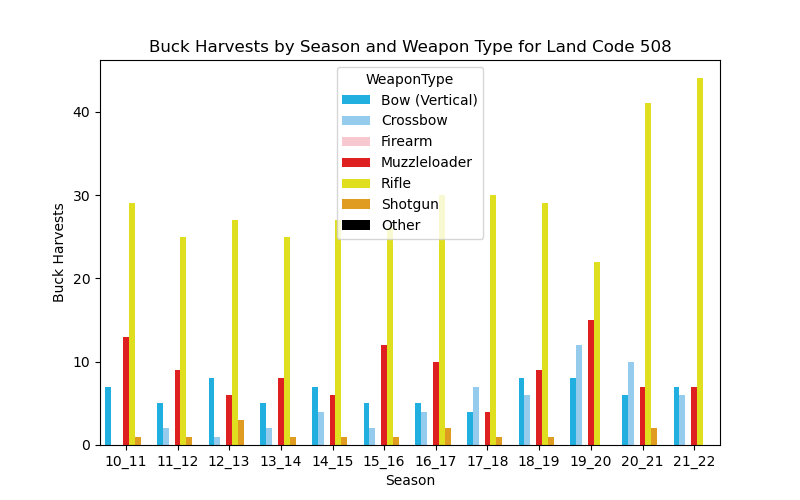 Buck Harvests by Season and Weapon Type for Land Code 508
WeaponType
Bow (Vertical)
Crossbow
Firearm
Muzzleloader
Rifle
Shotgun
Other
40
30
20
10
0
Buck Harvests
10_11 11_12 12_13 13_14 14_15 15_16 16_17 17_18 18_19 19_20 20_21 21_22
Season